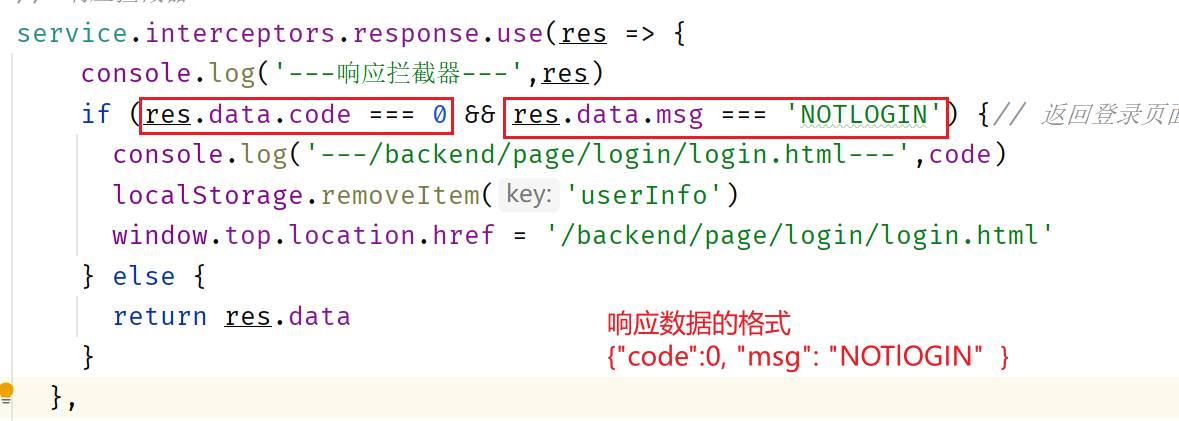 // 响应拦截器
service.interceptors.response.use(res => {
console.log('---响应拦截器---',res)
if (res.data.code === 0 && res.data.msg === 'NOTLOGIN') {// 返回登录页面
console.log('---/backend/page/login/login.html---',code)
localStorage.removeItem( key: 'userInfo')
window.top.location.href = '/backend/page/login/login.html'
} else {
return res.data
}
响应数据的格式
{"code":0, "msg": "NOTlOGIN" }
},